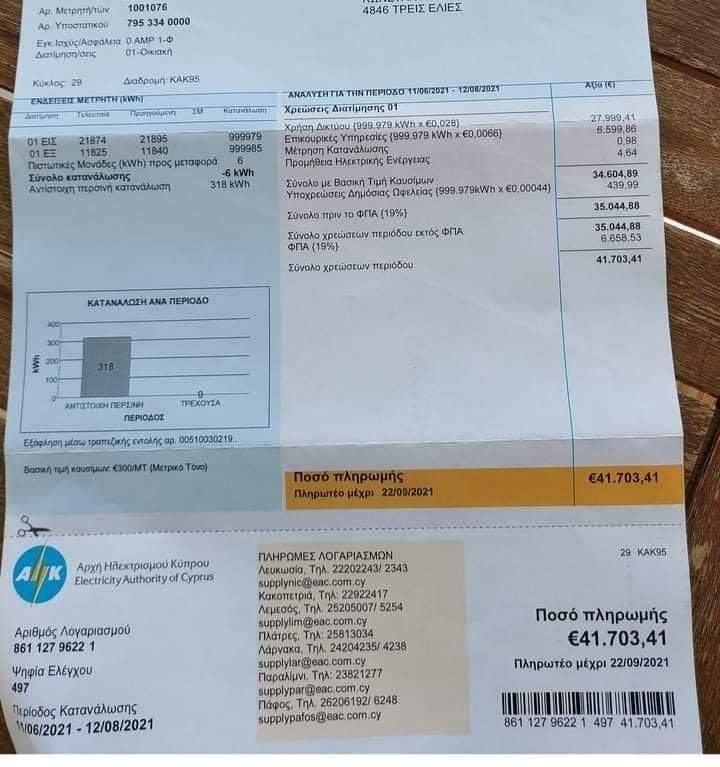 Αρ. Μετρητή/τών 1001076
Αρ. Υποστατικού 795 334 0000
4846 ΤΡΕΙΣ ΕΛΙΕΣ
Εγκ.Ισχύς/Ασφάλεια 0 AMP 1-Φ
Διατίμηση/σεις 01-Οικιακή
Κύκλος: 29 Διαδρομή: ΚΑΚ95
ΕΝΔΕΙΞΕΙΣ ΜΕΤΡΗΤΗ (kWh)
Διατίμηση Τελευταία Προηγούμενη ΣΜ Κατανάλωση
01 ΕΙΣ 21874 21895 999979
01 ΕΞ 11825 11840 999985
Πιστωτικές Μονάδες (kWh) προς μεταφορά 6
Σύνολο κατανάλωσης -6 kWh
Αντίστοιχη περσινή κατανάλωση 318 kWh
ΑΝΑΛΥΣΗ ΓΙΑ ΤΗΝ ΠΕΡΙΟΔΟ 11/06/2021 - 12/08/2021 Αξία (€)
Χρεώσεις Διατίμησης 01
Χρήση Δικτύου (999.979 kWh x €0,028) 27.999,41
Επικουρικές Υπηρεσίες (999.979 kWh x €0,0066) 6.599,86
Μέτρηση Κατανάλωσης 0,98
Προμήθεια Ηλεκτρικής Ενέργειας 4,64
Σύνολο με Βασική Τιμή Καυσίμων 34.604,89
Υποχρεώσεις Δημόσιας Ωφελείας (999.979kWh x €0,00044) 439,99
Σύνολο πριν το ΦΠΑ (19%) 35.044,88
Σύνολο χρεώσεων περιόδου εκτός ΦΠΑ 35.044,88
ΦΠΑ (19%) 6.658,53
Σύνολο χρεώσεων περιόδου 41.703,41
ΚΑΤΑΝΑΛΩΣΗ ΑΝΑ ΠΕΡΙΟΔΟ
kWh
400
300
200
100
0
318
0
ΑΝΤΙΣΤΟΙΧΗ ΠΕΡΣΙΝΗ ΤΡΕΧΟΥΣΑ
ΠΕΡΙΟΔΟΣ
Εξόφληση μέσω τραπεζικής εντολής αρ. 00510030219..
Βασική τιμή καυσίμων: €300/MT (Μετρικό Τόνο)
Ποσό πληρωμής €41.703,41
Πληρωτέο μέχρι 22/09/2021
ΑΗΚ
Αρχή Ηλεκτρισμού Κύπρου
Electricity Authority of Cyprus
Αριθμός Λογαριασμού
861 127 9622 1
Ψηφία Ελέγχου
497
Περίοδος Κατανάλωσης
11/06/2021 - 12/08/2021
ΠΛΗΡΩΜΕΣ ΛΟΓΑΡΙΑΣΜΩΝ
Λευκωσία, Τηλ. 22202243/ 2343
supplynic@eac.com.cy
Κακοπετριά, Τηλ: 22922417
Λεμεσός, Τηλ. 25205007/ 5254
supplylim@eac.com.cy
Πλάτρες, Τηλ: 25813034
Λάρνακα, Τηλ. 24204235/ 4238
supplylar@eac.com.cy
Παραλίμνι, Τηλ: 23821277
supplypar@eac.com.cy
Πάφος, Τηλ: 26206192/ 6248
supplypafos@eac.com.cy
29 ΚΑΚ95
Ποσό πληρωμής
€41.703,41
Πληρωτέο μέχρι 22/09/2021
861 127 9622 1 497 41.703,41